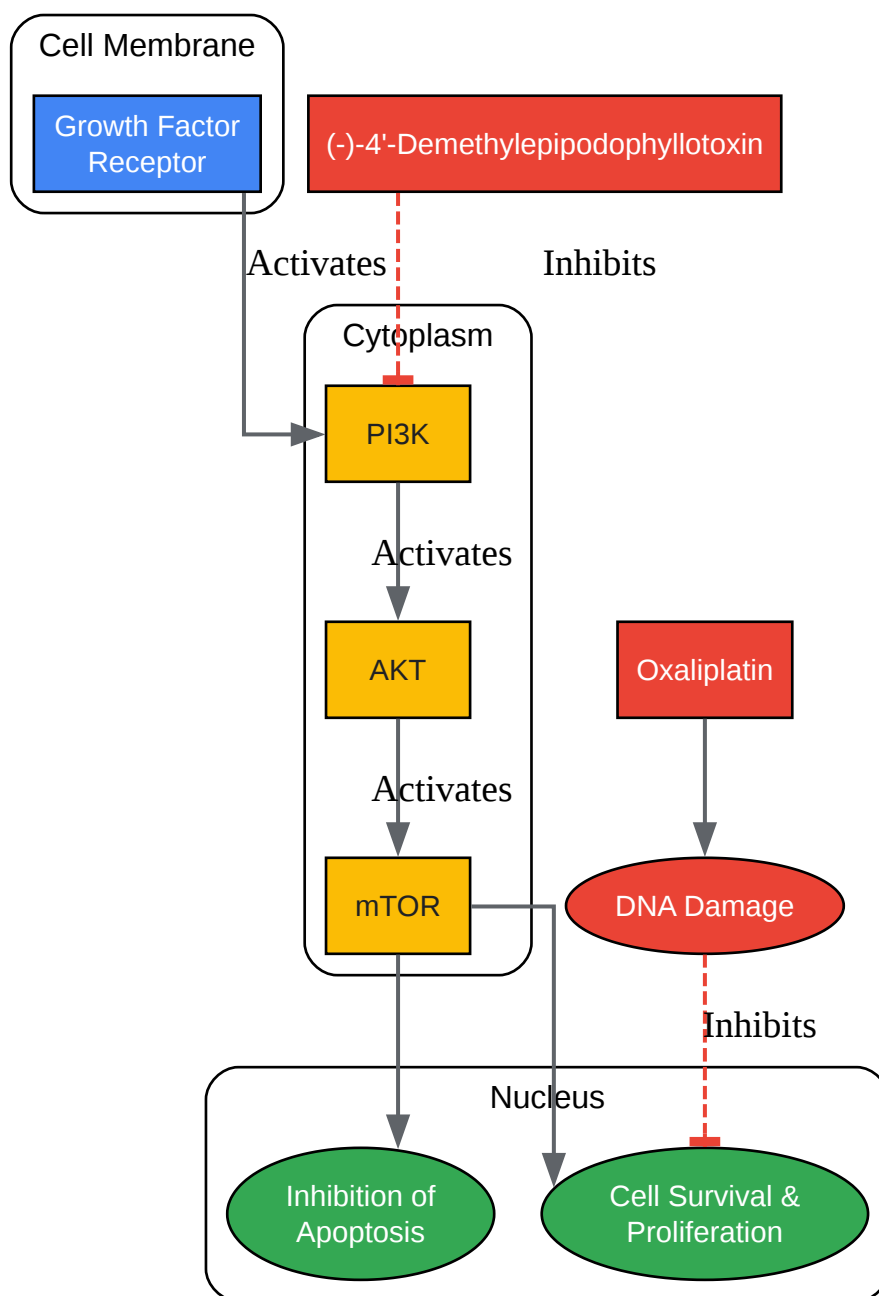 Cell Membrane
Growth Factor
Receptor
(-)-4'-Demethylepipodophyllotoxin
Activates
Inhibits
Cytoplasm
PI3K
Activates
AKT
Oxaliplatin
Activates
mTOR
DNA Damage
Inhibits
Nucleus
Inhibition of
Apoptosis
Cell Survival &
Proliferation